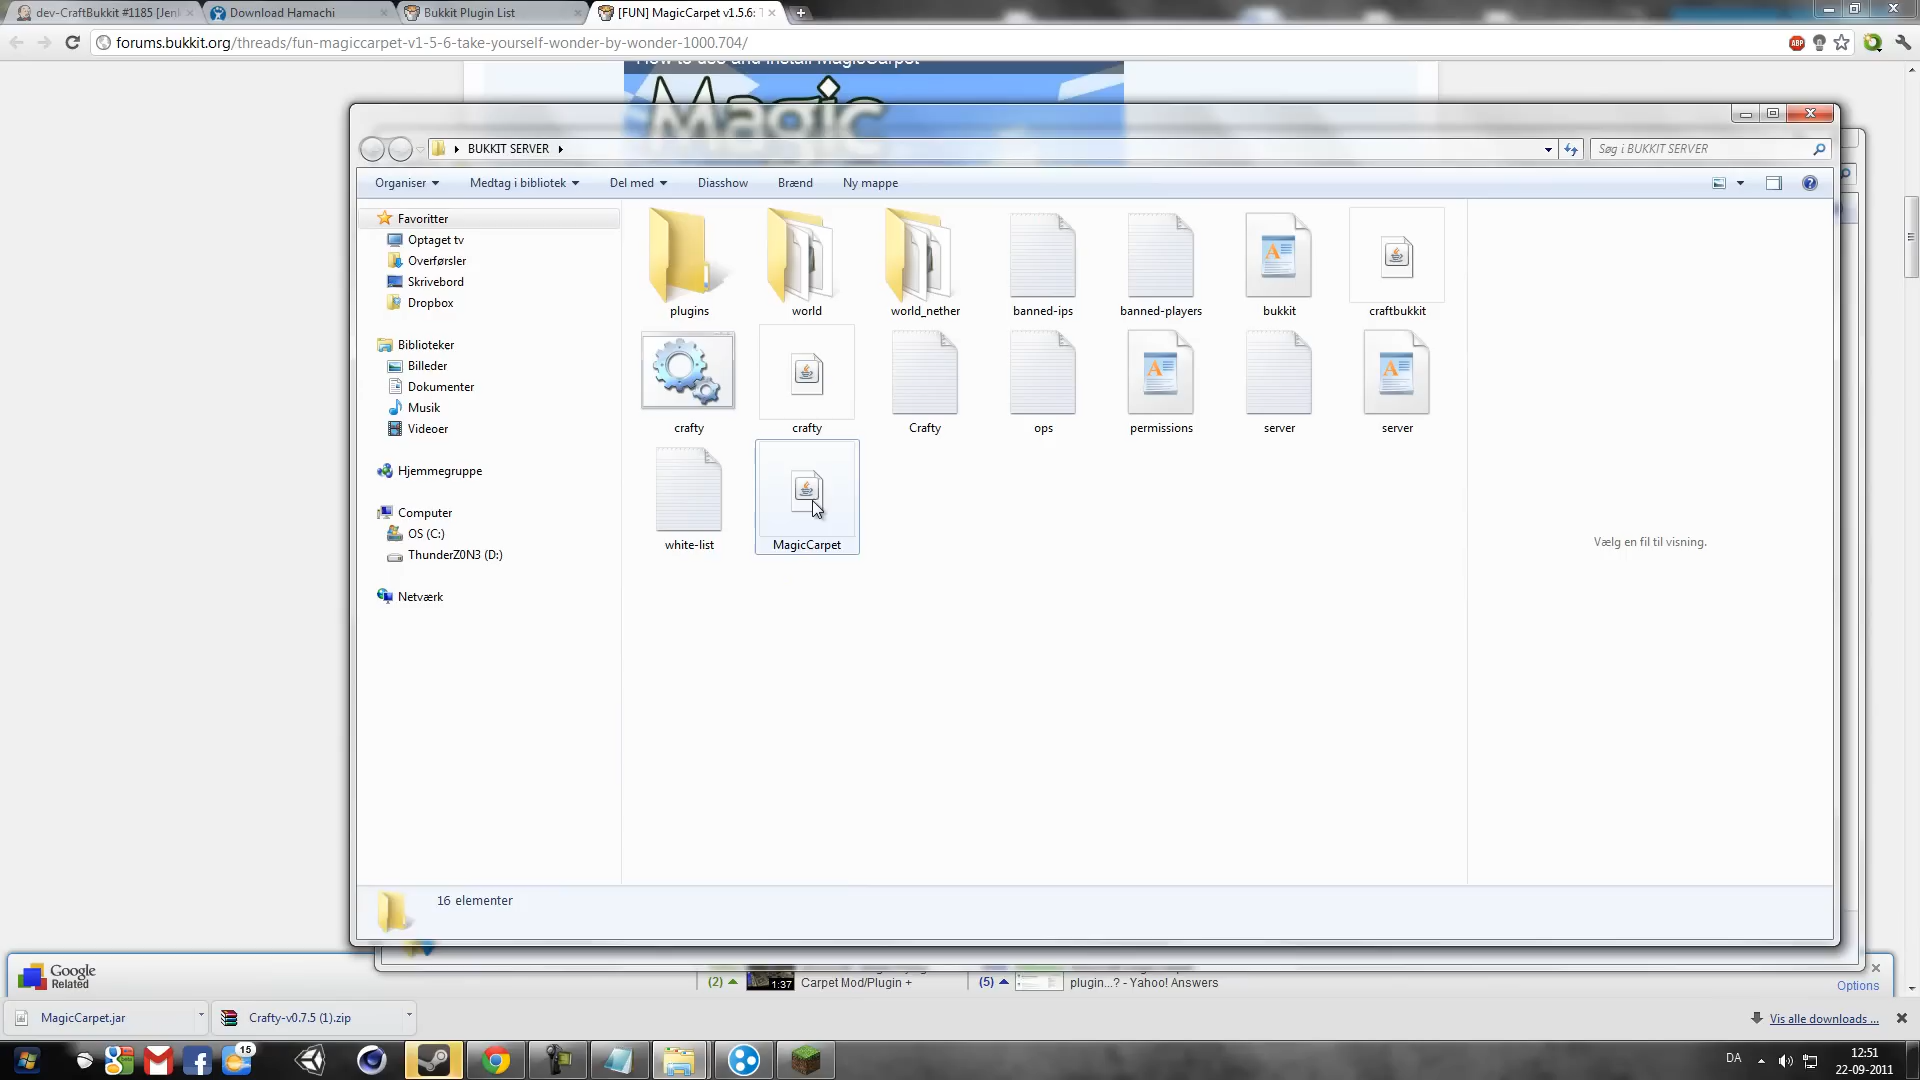 dev-CraftBukkit #1185 [Jen
Download Hamachi
Bukkit Plugin List
[FUN] MagicCarpet v1.5.6: T
forums.bukkit.org/threads/fun-magiccarpet-v1-5-6-take-yourself-wonder-by-wonder-1000.704/
ABP
How to use and install MagicCarpet
Magic
BUKKIT SERVER
Søg i BUKKIT SERVER
Organiser
Medtag i bibliotek
Del med
Diasshow
Brænd
Ny mappe
Favoritter
Optaget tv
Overførsler
Skrivebord
Dropbox
Biblioteker
Billeder
Dokumenter
Musik
Videoer
Hjemmegruppe
Computer
OS (C:)
ThunderZ0N3 (D:)
Netværk
plugins
world
world_nether
banned-ips
banned-players
bukkit
craftbukkit
crafty
crafty
Crafty
ops
permissions
server
server
white-list
MagicCarpet
Vælg en fil til visning.
16 elementer
Google
Related
(2)
1:37
Carpet Mod/Plugin +
(5)
plugin...? - Yahoo! Answers
Options
MagicCarpet.jar
Crafty-v0.7.5 (1).zip
Vis alle downloads ...
15
DA
12:51
22-09-2011